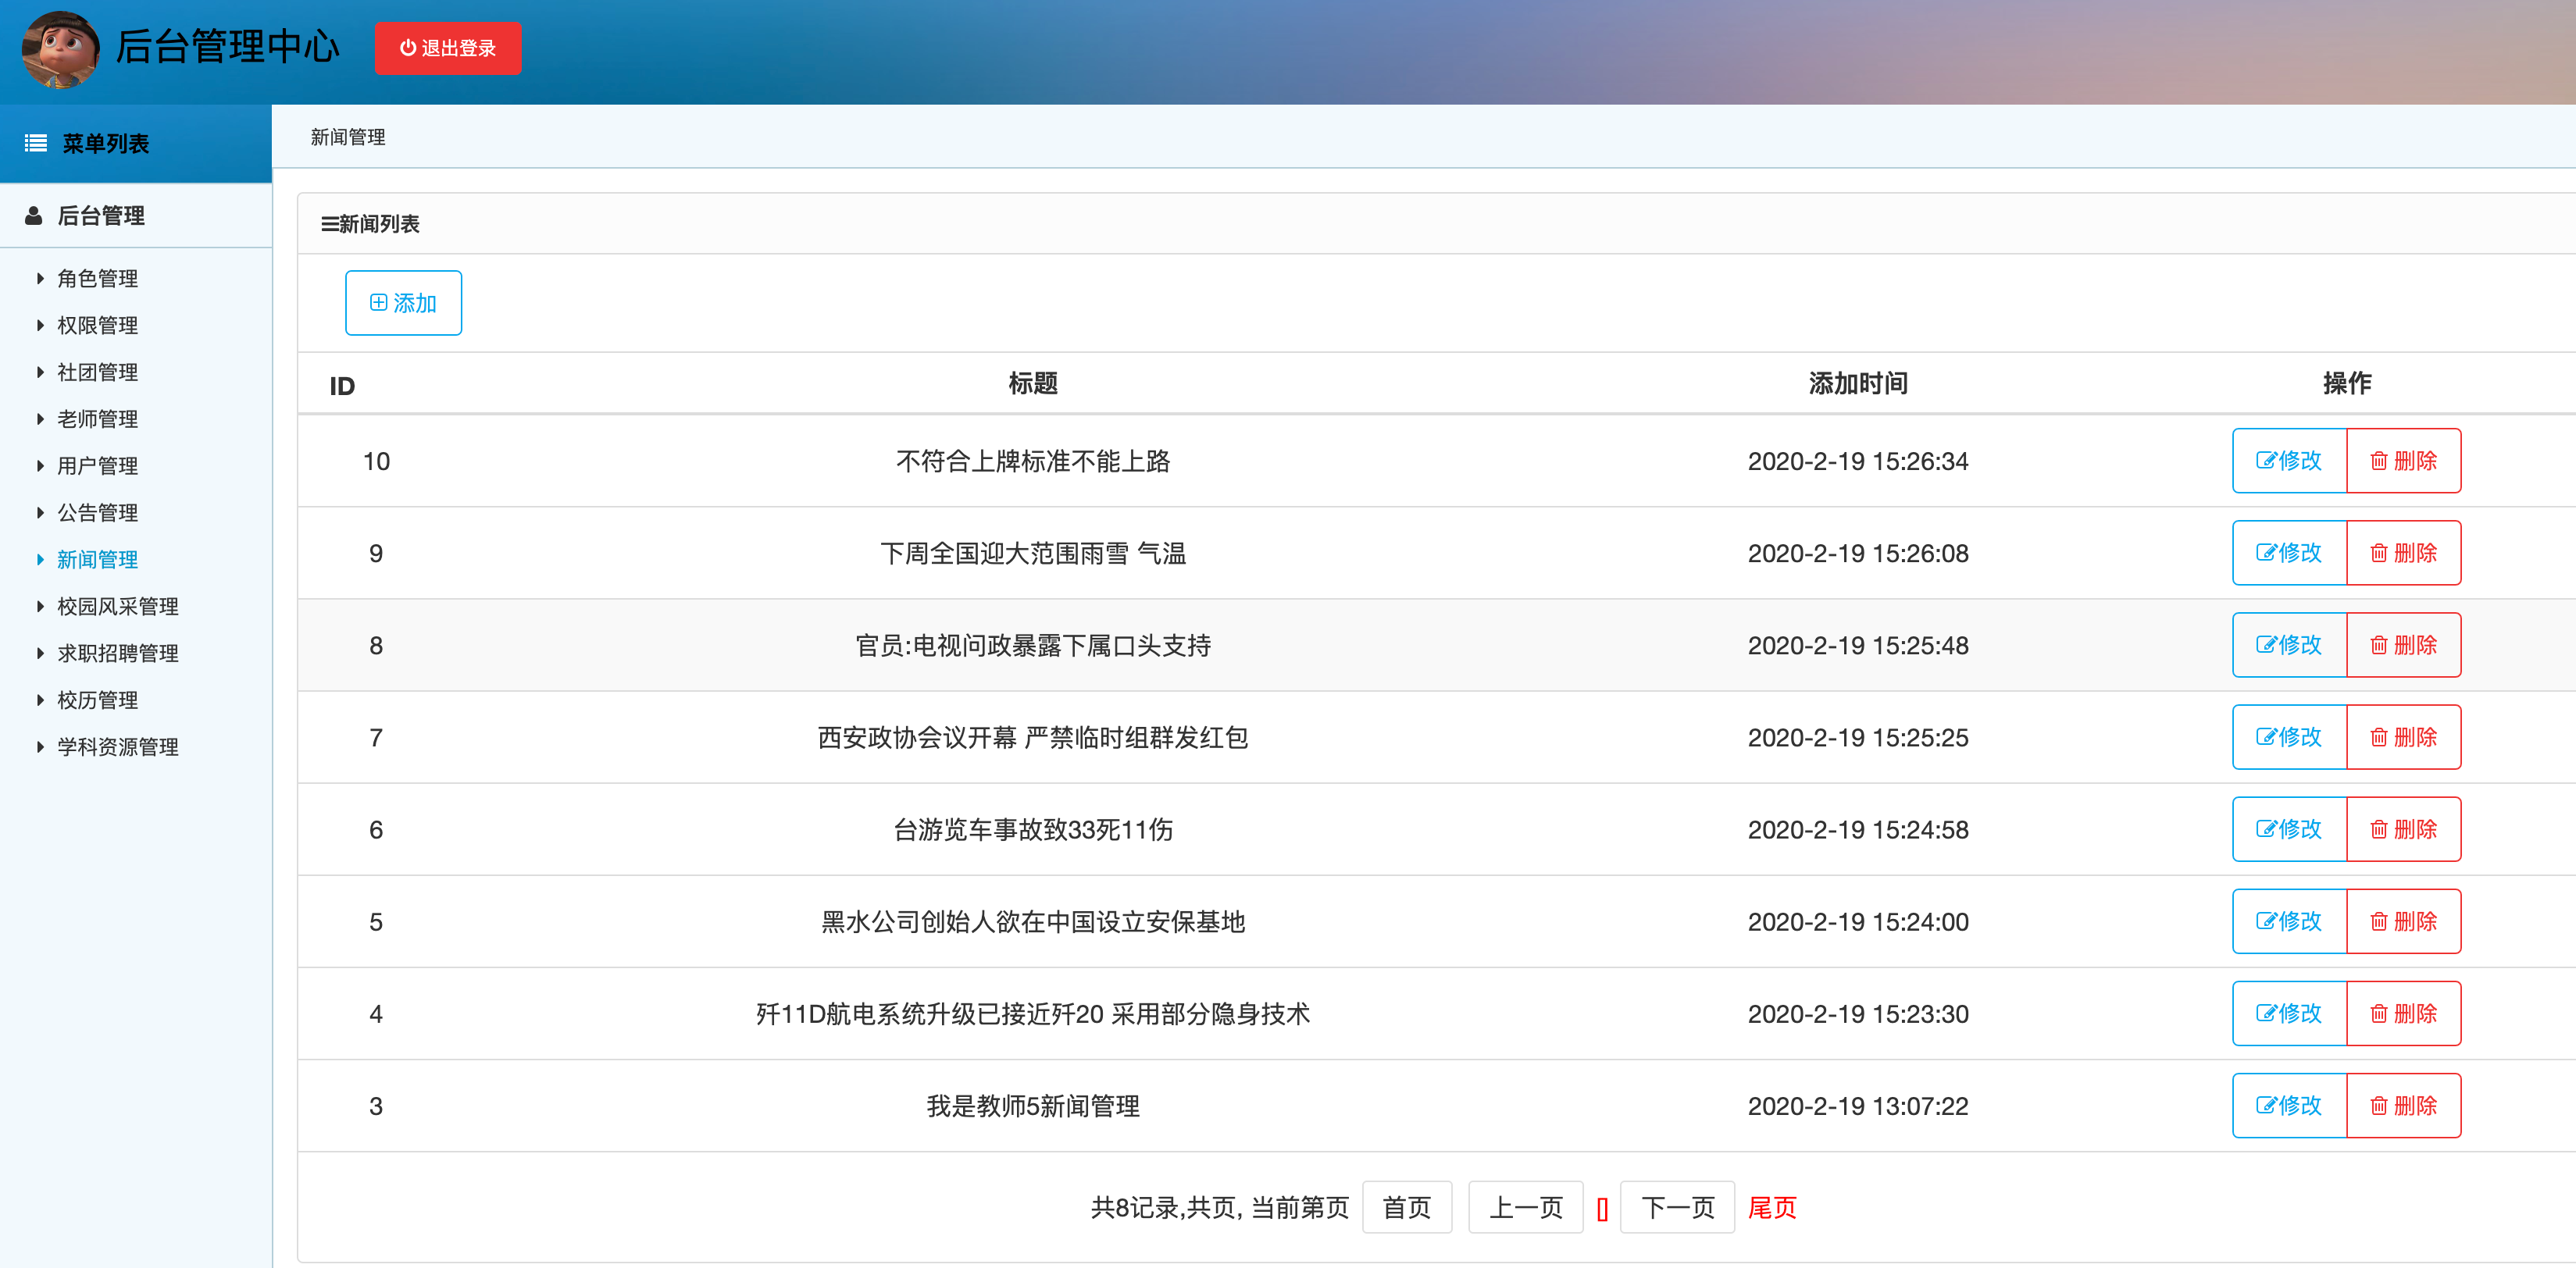 后台管理中心 退出登录
菜单列表
新闻管理
后台管理
角色管理
权限管理
社团管理
老师管理
用户管理
公告管理
新闻管理
校园风采管理
求职招聘管理
校历管理
学科资源管理
新闻列表
添加
ID 标题 添加时间 操作
10 不符合上牌标准不能上路 2020-2-19 15:26:34 修改 删除
9 下周全国迎大范围雨雪 气温 2020-2-19 15:26:08 修改 删除
8 官员:电视问政暴露下属口头支持 2020-2-19 15:25:48 修改 删除
7 西安政协会议开幕 严禁临时组群发红包 2020-2-19 15:25:25 修改 删除
6 台游览车事故致33死11伤 2020-2-19 15:24:58 修改 删除
5 黑水公司创始人欲在中国设立安保基地 2020-2-19 15:24:00 修改 删除
4 歼11D航电系统升级已接近歼20 采用部分隐身技术 2020-2-19 15:23:30 修改 删除
3 我是教师5新闻管理 2020-2-19 13:07:22 修改 删除
共8记录,共页, 当前第页 首页 上一页 [] 下一页 尾页